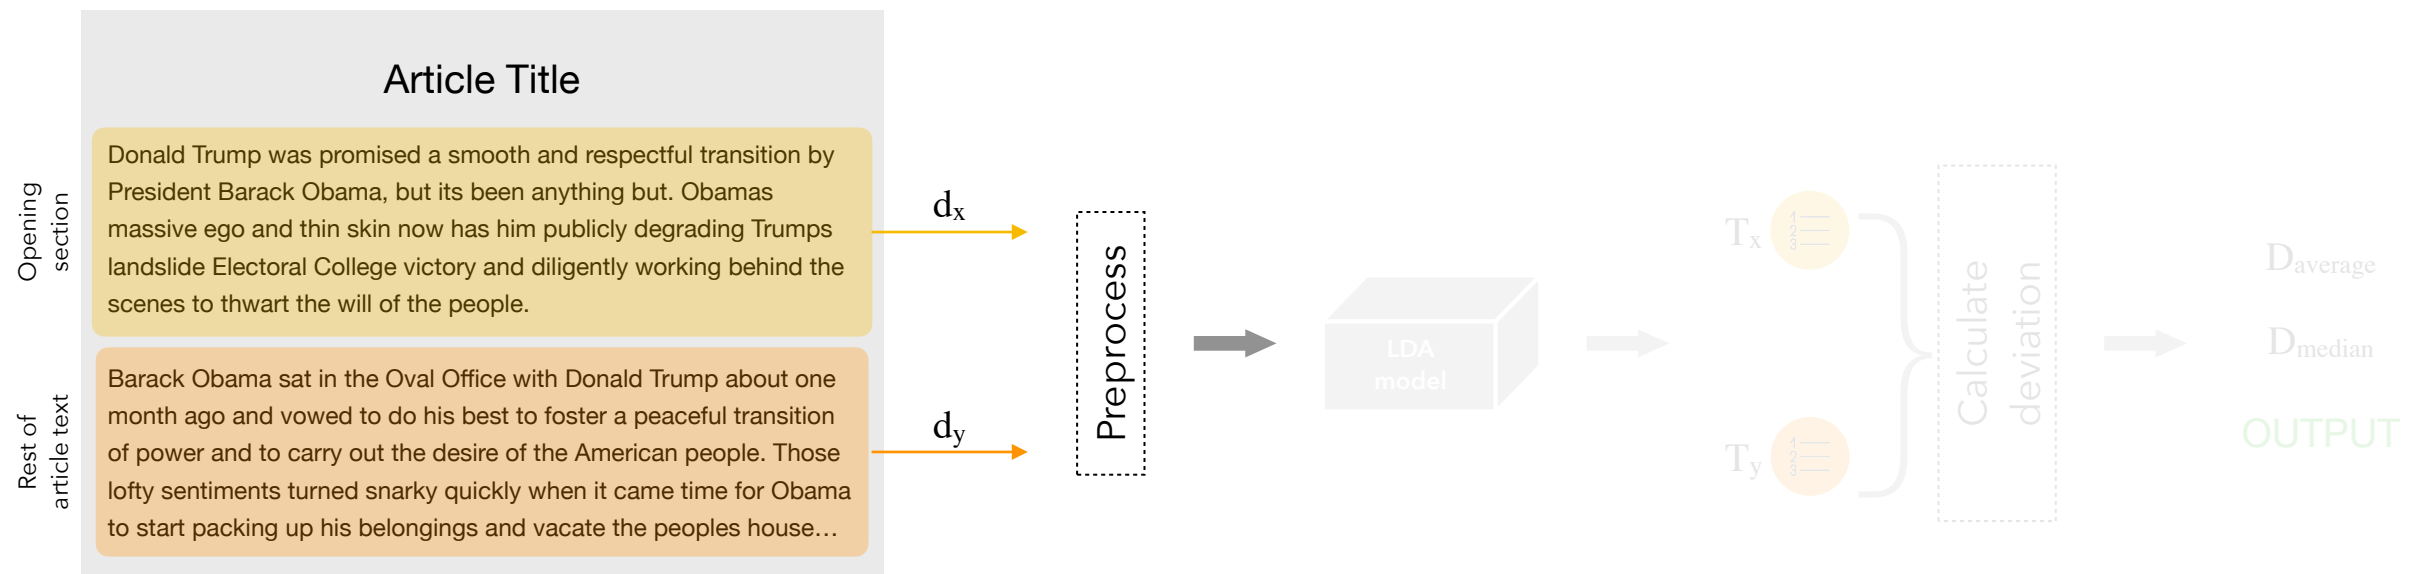 Article Title
Opening
section
Donald Trump was promised a smooth and respectful transition by
President Barack Obama, but its been anything but. Obamas
massive ego and thin skin now has him publicly degrading Trumps
landslide Electoral College victory and diligently working behind the
scenes to thwart the will of the people.
Rest of
article text
Barack Obama sat in the Oval Office with Donald Trump about one
month ago and vowed to do his best to foster a peaceful transition
of power and to carry out the desire of the American people. Those
lofty sentiments turned snarky quickly when it came time for Obama
to start packing up his belongings and vacate the peoples house…
dx
dy
Preprocess
LDA
model
Tx
1
2
3
Ty
1
2
3
Calculate
deviation
Daverage
Dmedian
OUTPUT